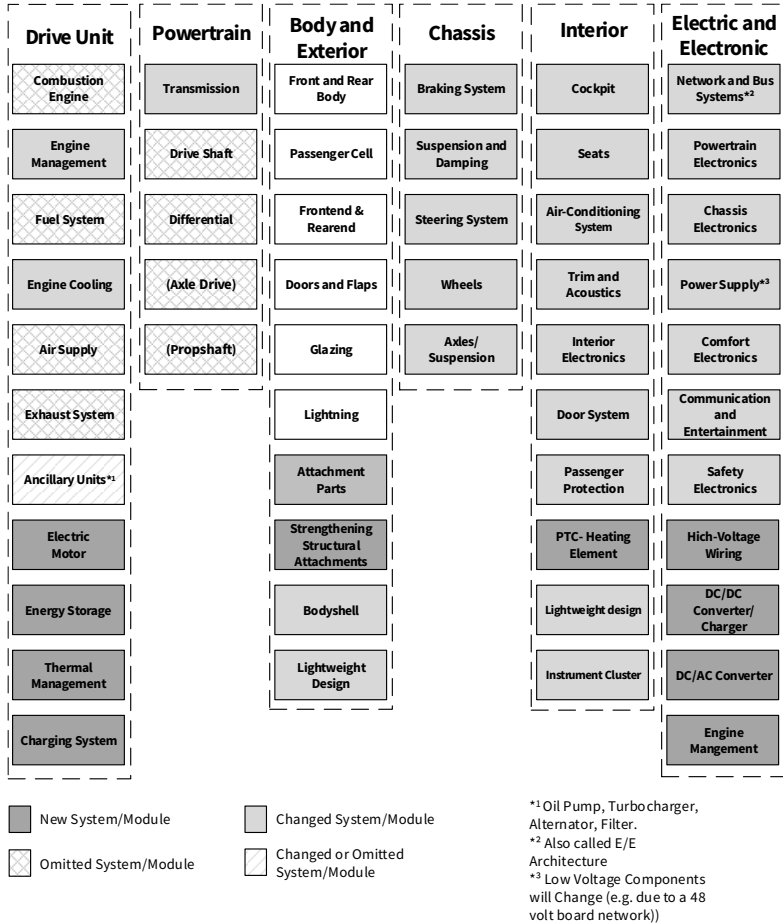 Drive Unit
Combustion
Engine
Engine
Management
Fuel System
Engine Cooling
Air Supply
Exhaust System
Ancillary Units*1
Electric
Motor
Energy Storage
Thermal
Management
Charging System
Powertrain
Transmission
Drive Shaft
Differential
(Axle Drive)
(Propshaft)
Body and
Exterior
Front and Rear
Body
Passenger Cell
Frontend &
Rearend
Doors and Flaps
Glazing
Lightning
Attachment
Parts
Strengthening
Structural
Attachments
Bodyshell
Lightweight
Design
Chassis
Braking System
Suspension and
Damping
Steering System
Wheels
Axles/
Suspension
Interior
Cockpit
Seats
Air-Conditioning
System
Trim and
Acoustics
Interior
Electronics
Door System
Passenger
Protection
PTC- Heating
Element
Lightweight design
Instrument Cluster
Electric and
Electronic
Network and Bus
Systems*2
Powertrain
Electronics
Chassis
Electronics
Power Supply*3
Comfort
Electronics
Communication
and
Entertainment
Safety
Electronics
Hich-Voltage
Wiring
DC/DC
Converter/
Charger
DC/AC Converter
Engine
Mangement
New System/Module
Omitted System/Module
Changed System/Module
Changed or Omitted
System/Module
*1 Oil Pump, Turbocharger,
Alternator, Filter.
*2 Also called E/E
Architecture
*3 Low Voltage Components
will Change (e.g. due to a 48
volt board network))